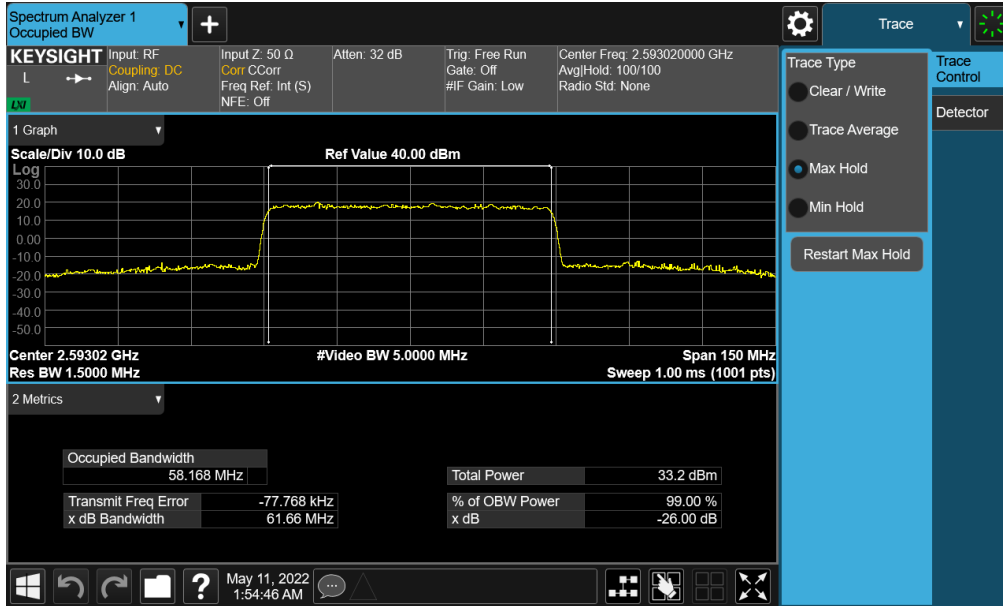 Spectrum Analyzer 1
Occupied BW
Trace
KEYSIGHT
L
LXI
Input: RF
Coupling: DC
Align: Auto
Input Z: 50 Ω
Corr CCorr
Freq Ref: Int (S)
NFE: Off
Atten: 32 dB
Trig: Free Run
Gate: Off
#IF Gain: Low
Center Freq: 2.593020000 GHz
Avg|Hold: 100/100
Radio Std: None
Trace Type
Clear / Write
Trace Average
Max Hold
Min Hold
Restart Max Hold
Trace
Control
Detector
1 Graph
Scale/Div 10.0 dB
Ref Value 40.00 dBm
Log
30.0
20.0
10.0
0.00
-10.0
-20.0
-30.0
-40.0
-50.0
Center 2.59302 GHz
#Video BW 5.0000 MHz
Span 150 MHz
Res BW 1.5000 MHz
Sweep 1.00 ms (1001 pts)
2 Metrics
Occupied Bandwidth
58.168 MHz
Total Power 33.2 dBm
Transmit Freq Error -77.768 kHz
% of OBW Power 99.00 %
x dB Bandwidth 61.66 MHz
x dB -26.00 dB
?
May 11, 2022
1:54:46 AM